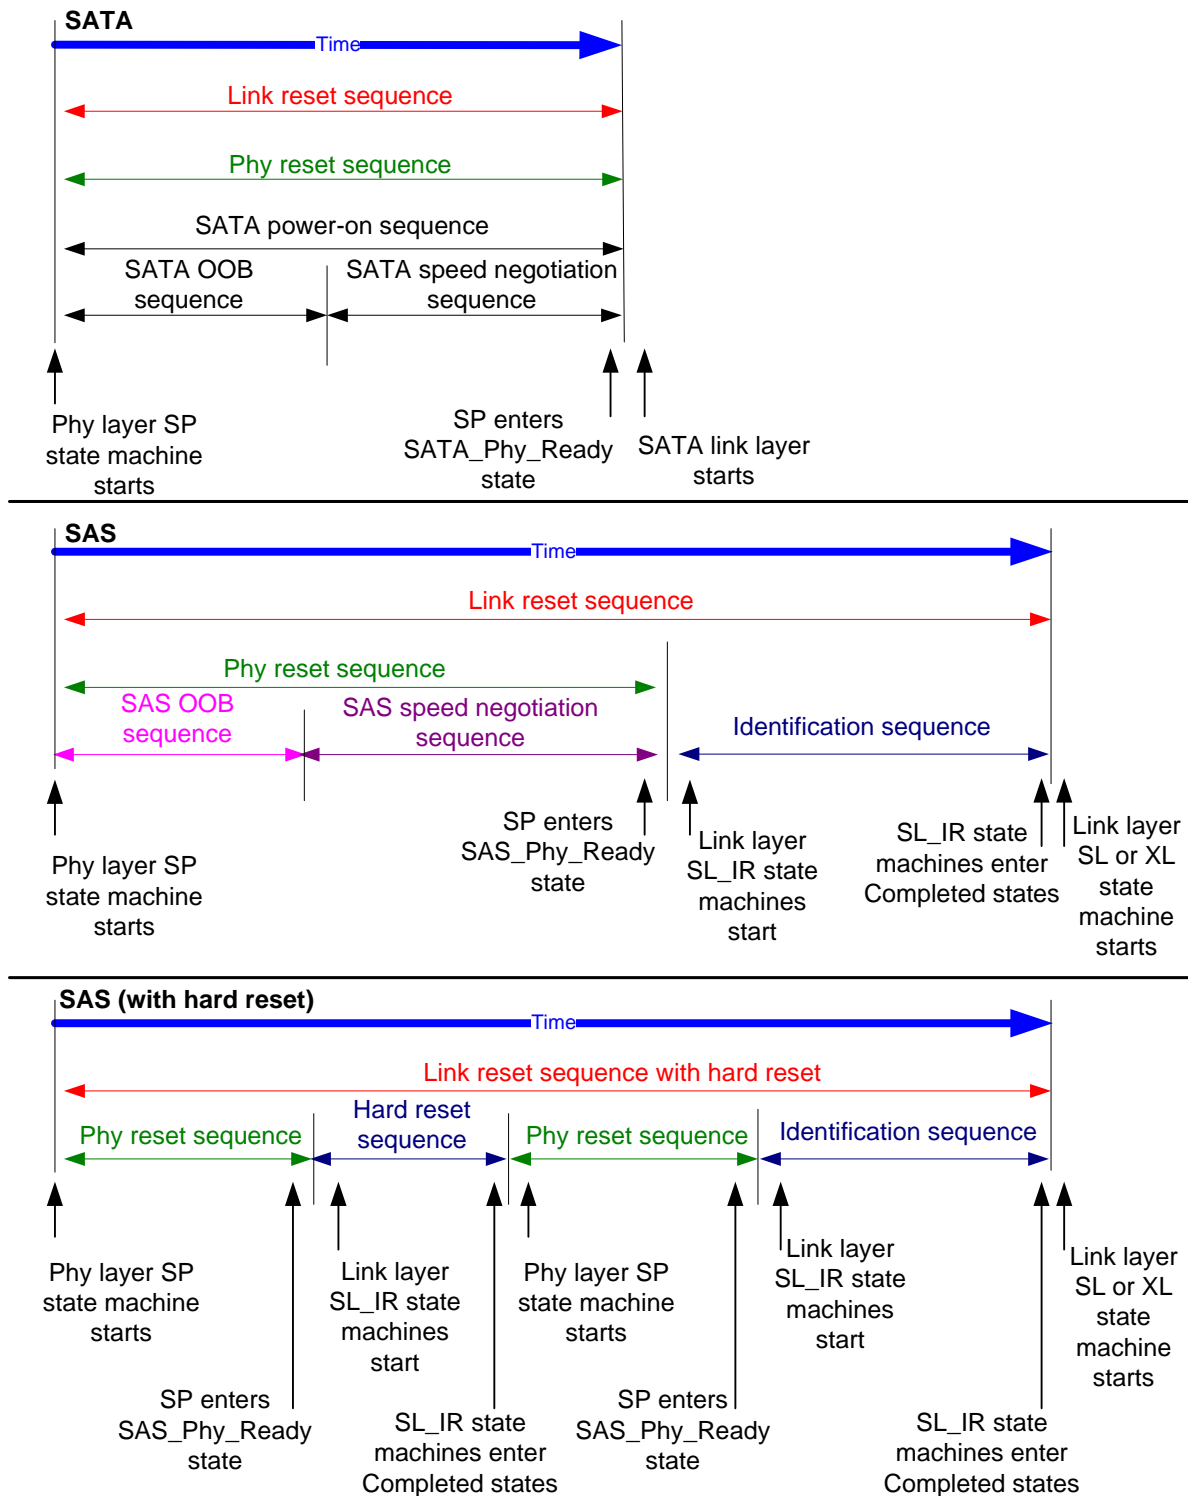 SATA
Time
Link reset sequence
Phy reset sequence
SATA power-on sequence
SATA OOB
sequence
SATA speed negotiation
sequence
Phy layer SP
state machine
starts
SP enters
SATA_Phy_Ready
state
SATA link layer
starts
SAS
Time
Link reset sequence
Phy reset sequence
SAS OOB
sequence
SAS speed negotiation
sequence
Identification sequence
Phy layer SP
state machine
starts
SP enters
SAS_Phy_Ready
state
Link layer
SL_IR state
machines
start
SL_IR state
machines enter
Completed states
Link layer
SL or XL
state
machine
starts
SAS (with hard reset)
Time
Link reset sequence with hard reset
Phy reset sequence
Hard reset
sequence
Phy reset sequence
Identification sequence
Phy layer SP
state machine
starts
SP enters
SAS_Phy_Ready
state
Link layer
SL_IR state
machines
start
SL_IR state
machines enter
Completed states
Phy layer SP
state machine
starts
SP enters
SAS_Phy_Ready
state
Link layer
SL_IR state
machines
start
SL_IR state
machines enter
Completed states
Link layer
SL or XL
state
machine
starts